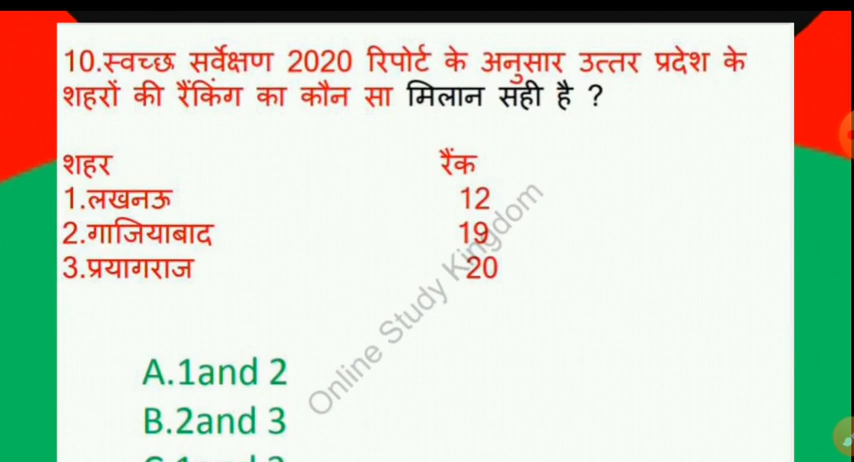 10.स्वच्छ सर्वेक्षण 2020 रिपोर्ट के अनुसार उत्तर प्रदेश के
शहरों की रैंकिंग का कौन सा मिलान सही है ?
शहर रैंक
1.लखनऊ 12
2.गाजियाबाद 19
3.प्रयागराज 20
Online Study Kingdom
A.1and 2
B.2and 3